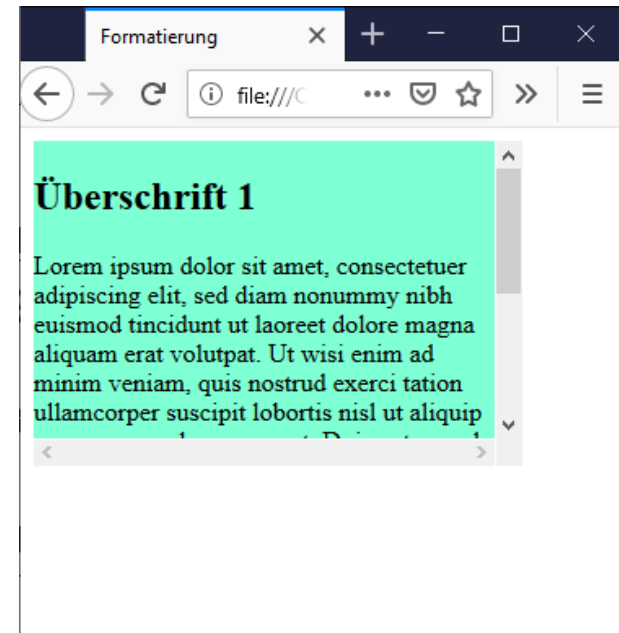 Formatierung
file:///C
Überschrift 1
Lorem ipsum dolor sit amet, consectetuer
adipiscing elit, sed diam nonummy nibh
euismod tincidunt ut laoreet dolore magna
aliquam erat volutpat. Ut wisi enim ad
minim veniam, quis nostrud exerci tation
ullamcorper suscipit lobortis nisl ut aliquip